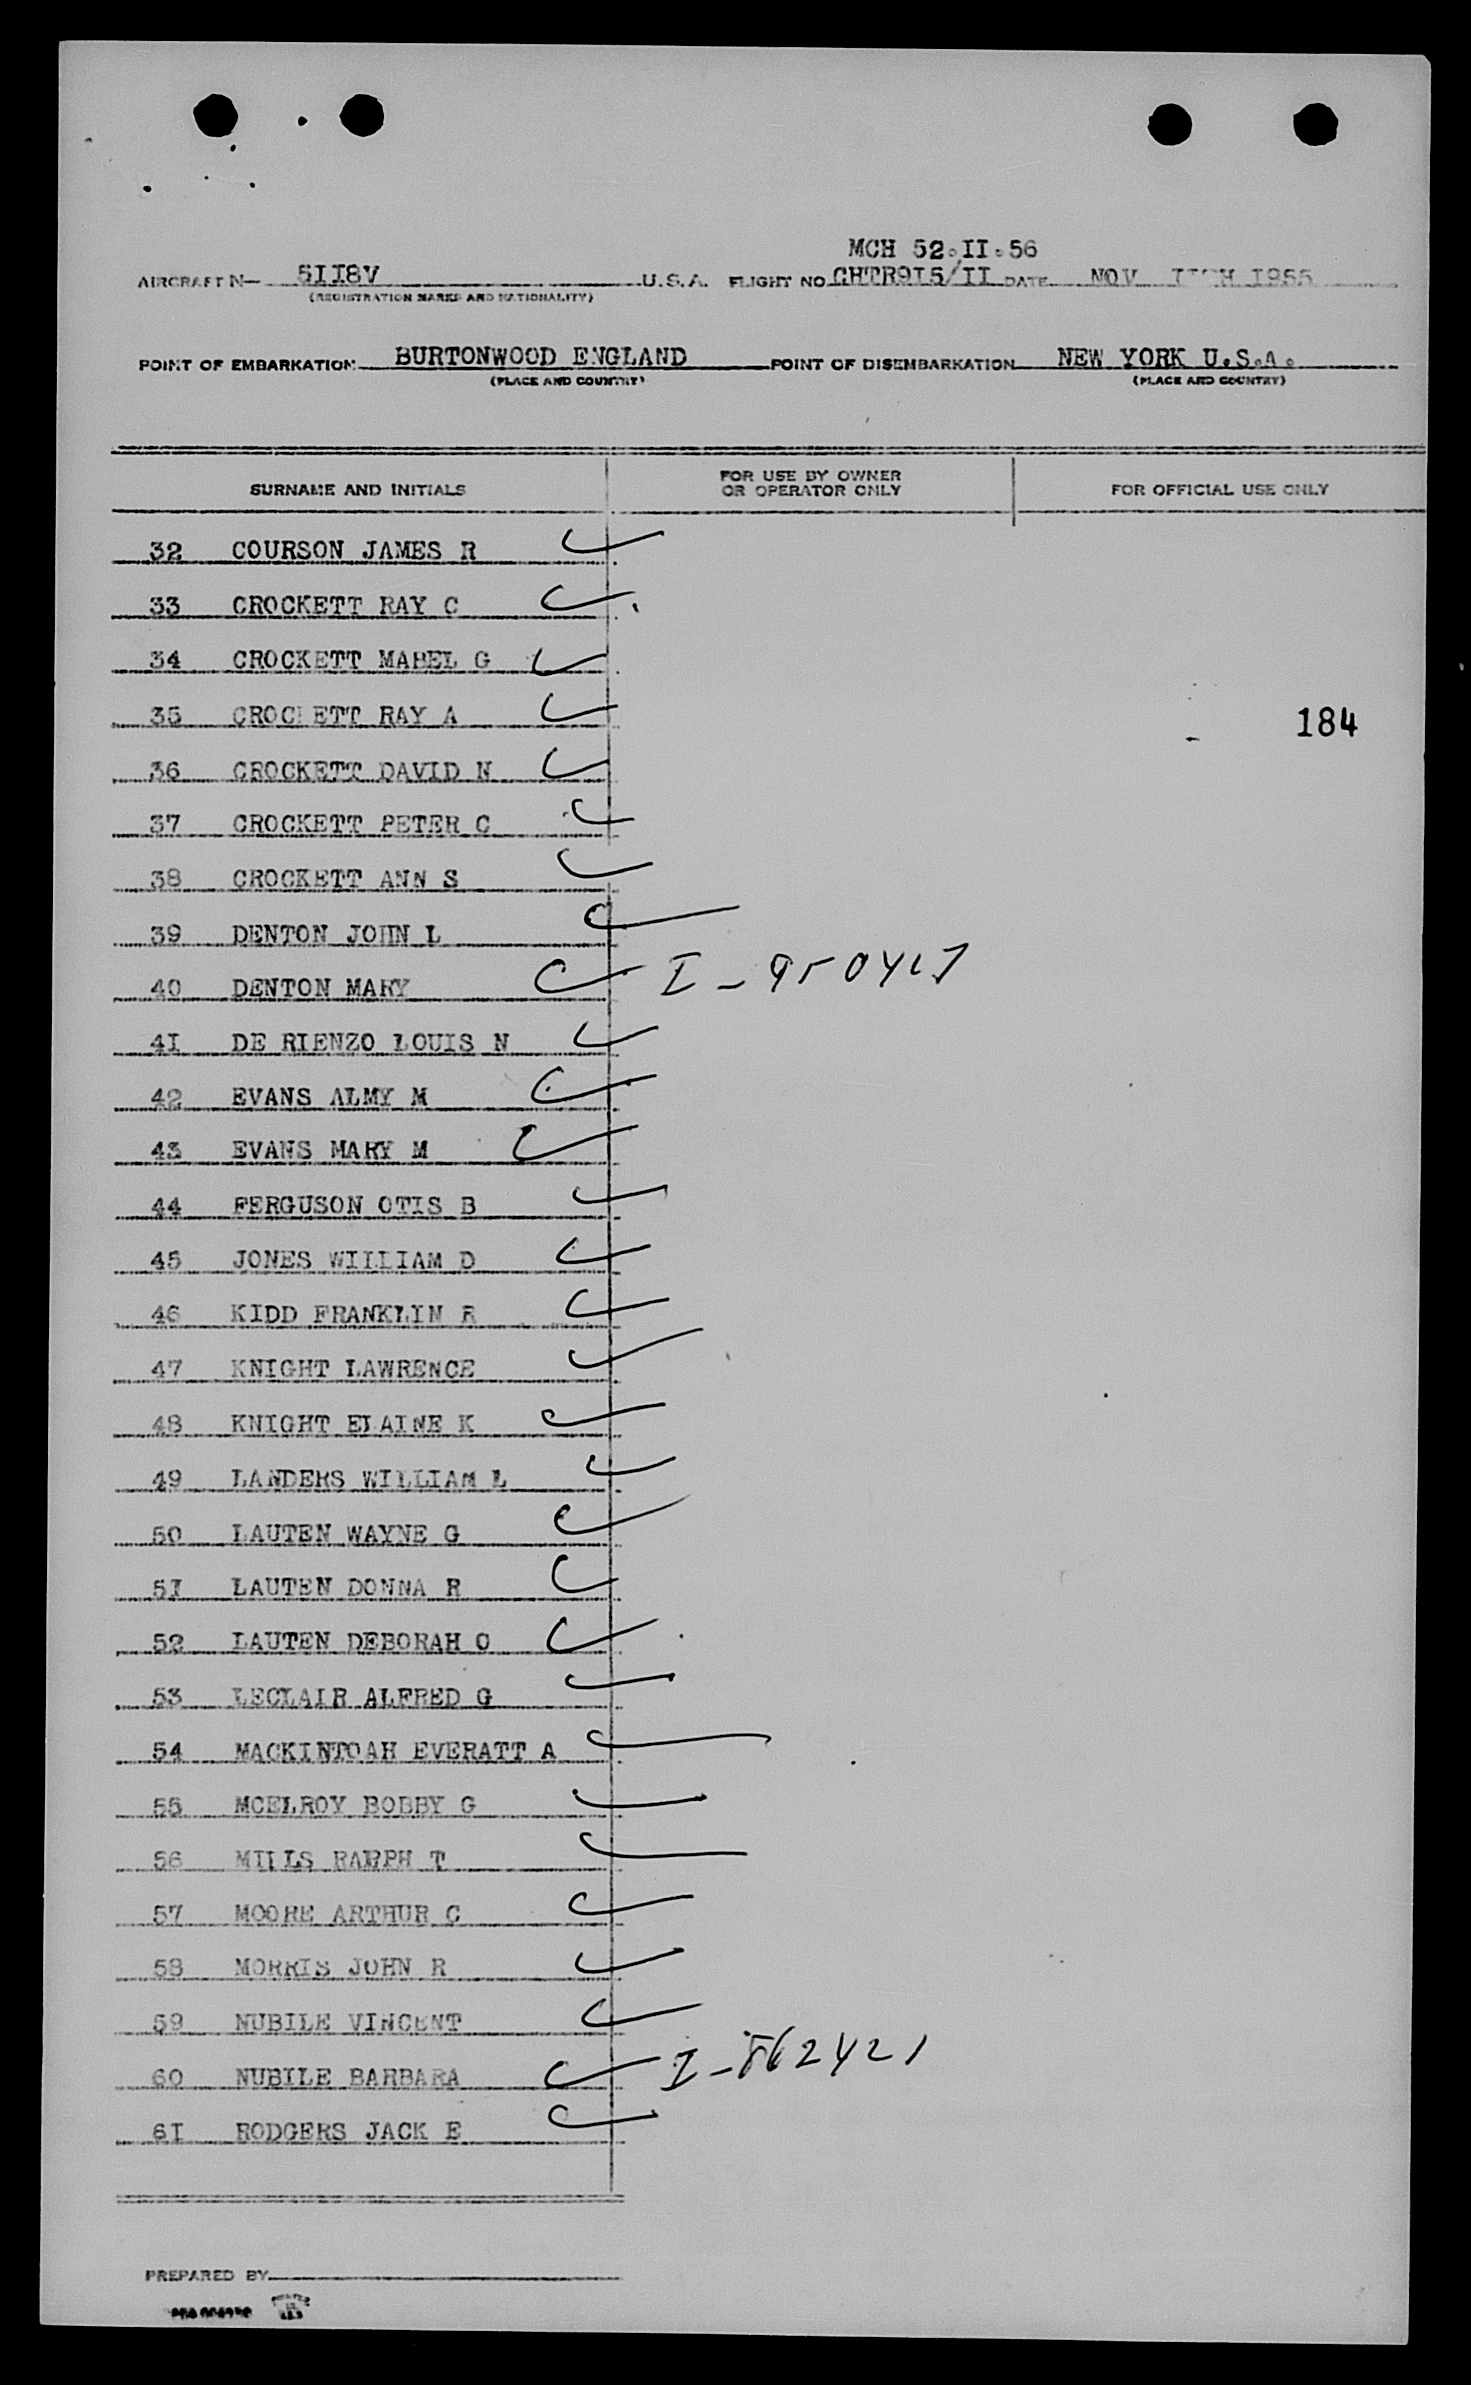 MCH 52.II.56
AIRCRAFT N— 5II8V U.S.A. FLIGHT NO. CHTR9I5/II DATE NOV IITH I955
(REGISTRATION MARKS AND NATIONALITY)
POINT OF EMBARKATION BURTONWOOD ENGLAND POINT OF DISEMBARKATION NEW YORK U.S.A.
(PLACE AND COUNTRY) (PLACE AND COUNTRY)
SURNAME AND INITIALS FOR USE BY OWNER OR OPERATOR ONLY FOR OFFICIAL USE ONLY
32 COURSON JAMES R
33 CROCKETT RAY C
34 CROCKETT MABEL G
35 CROCKETT RAY A 184
36 CROCKETT DAVID N
37 CROCKETT PETER C
38 CROCKETT ANN S
39 DENTON JOHN L
40 DENTON MARY
4I DE RIENZO LOUIS N
42 EVANS ALMY M
43 EVANS MARY M
44 FERGUSON OTIS B
45 JONES WILLIAM D
46 KIDD FRANKLIN R
47 KNIGHT LAWRENCE
48 KNIGHT ELAINE K
49 LANDERS WILLIAM L
50 LAUTEN WAYNE G
5I LAUTEN DONNA R
52 LAUTEN DEBORAH O
53 LECLAIR ALFRED G
54 MACKINTOAH EVERATT A
55 MCELROY BOBBY G
56 MILLS RALPH T
57 MOORE ARTHUR C
58 MORRIS JOHN R
59 NUBILE VINCENT
60 NUBILE BARBARA I-862421
6I RODGERS JACK E
PREPARED BY